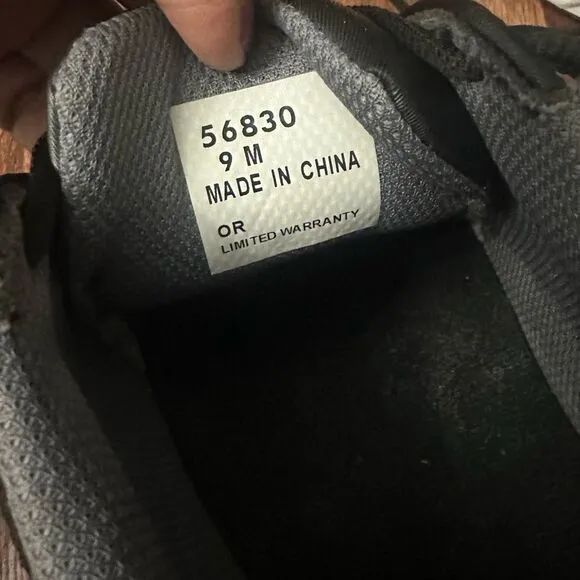 56830
9 M
MADE IN CHINA
OR
LIMITED WARRANTY